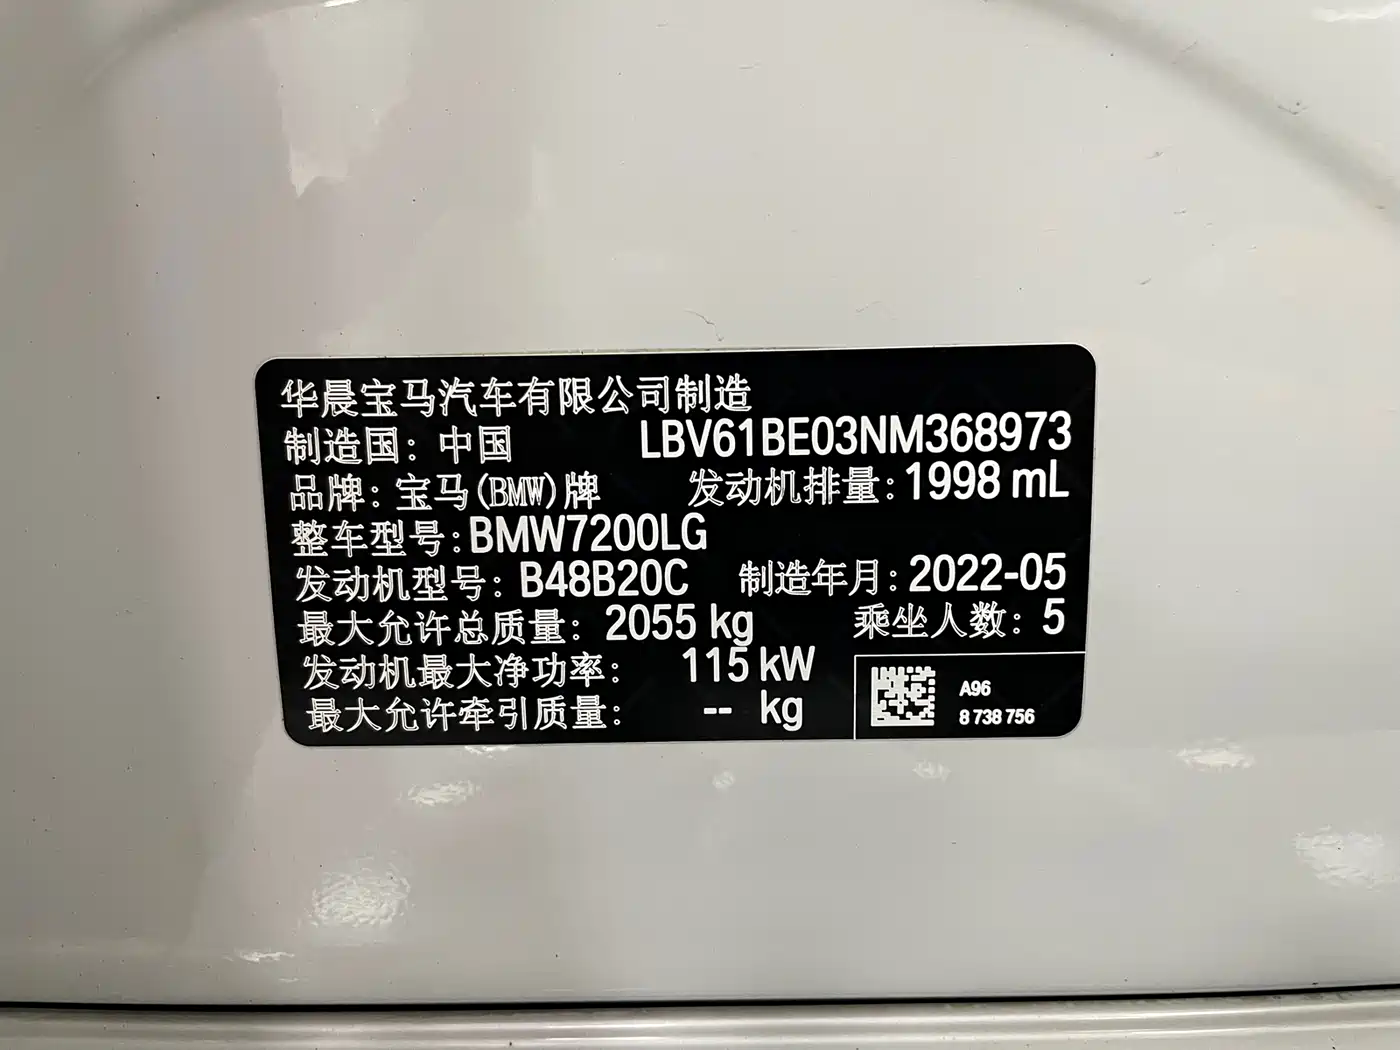 华晨宝马汽车有限公司制造
制造国：中国 LBV61BE03NM368973
品牌：宝马(BMW)牌 发动机排量：1998 mL
整车型号：BMW7200LG
发动机型号：B48B20C 制造年月：2022-05
最大允许总质量：2055 kg 乘坐人数：5
发动机最大净功率：115 kW
最大允许牵引质量：-- kg
A96
8 738 756